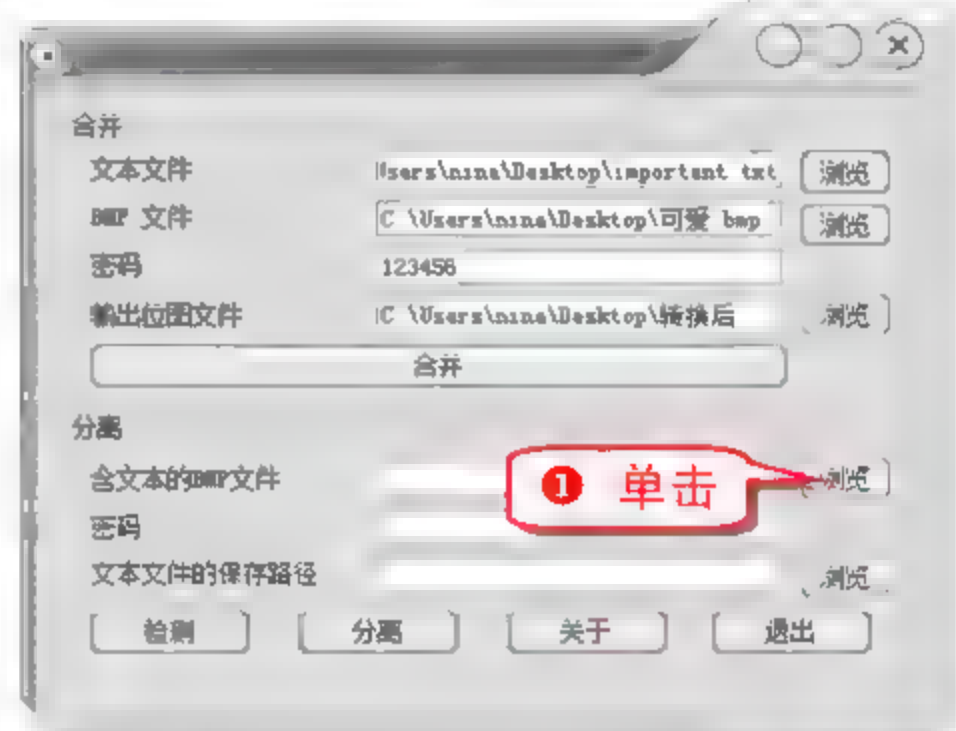 合并
文本文件 Users\nina\Desktop\important txt 浏览
BMP 文件 C \Users\nina\Desktop\可爱 bmp 浏览
密码 123456
输出位图文件 C \Users\nina\Desktop\转换后 浏览
合并
分离
含文本的BMP文件 ❶ 单击 浏览
密码
文本文件的保存路径 浏览
检测 分离 关于 退出